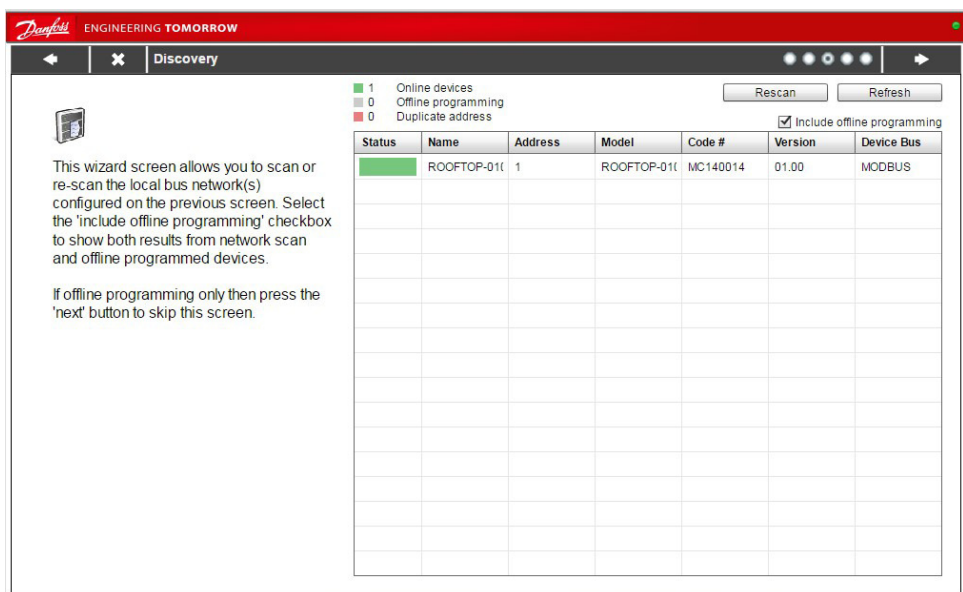 Danfoss ENGINEERING TOMORROW
Discovery
1 Online devices
0 Offline programming
0 Duplicate address
Rescan Refresh
Include offline programming
This wizard screen allows you to scan or
re-scan the local bus network(s)
configured on the previous screen. Select
the 'include offline programming' checkbox
to show both results from network scan
and offline programmed devices.
If offline programming only then press the
'next' button to skip this screen.
Status Name Address Model Code # Version Device Bus
ROOFTOP-01( 1 ROOFTOP-01( MC140014 01.00 MODBUS